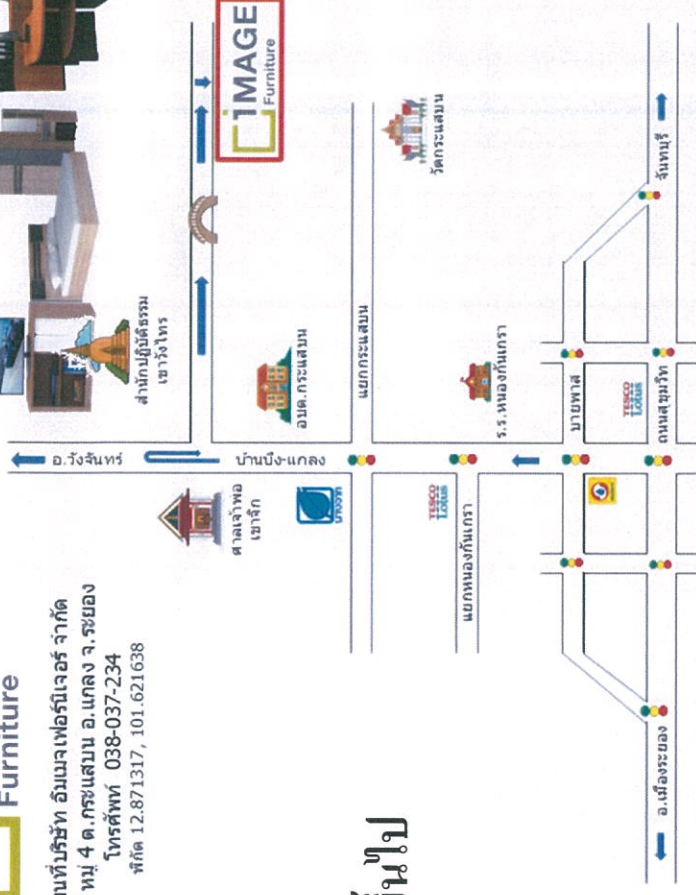 Furniture
นที่บริษัท อิมเมจเฟอร์นิเจอร์ จำกัด
หมู่ 4 ต.กระแสบน อ.แกลง จ.ระยอง
โทรศัพท์ 038-037-234
พิกัด 12.871317, 101.621638
สำนักปฏิบัติธรรม
เขาวังไทร
1MAGE
Furniture
อ.วังจันทร์
บ้านบึง-แกลง
ศาลเจ้าพ่อ
เขาจิก
บางจาก
อบต.กระแสบน
แยกกระแสบน
วัดกระแสบน
TESCO
Lotus
แยกหนองกันเกรา
ร.ร.หนองกันเกรา
บายพาส
TESCO
Lotus
ถนนสุขุมวิท
จันทบุรี
อ.เมืองระยอง